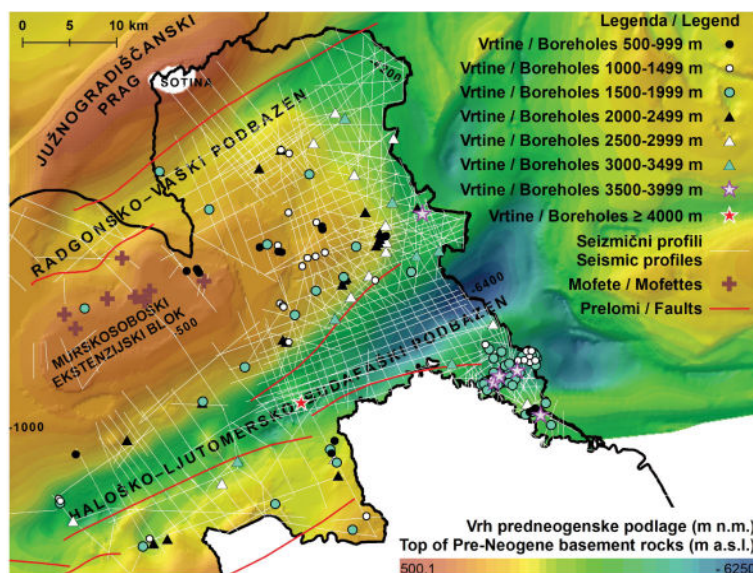 0 5 10 km
JUŽNOGRADIŠČANSKI
PRAG
SOTINA
RADGONSKO–VAŠKI PODBAZEN
-200
MURSKOSOBOŠKI
EKSTENZIJSKI BLOK
-500
-6400
HALOŠKO–LJUTOMERSKO–BUDAFAŠKI PODBAZEN
-1000
Legenda / Legend
Vrtine / Boreholes 500-999 m
Vrtine / Boreholes 1000-1499 m
Vrtine / Boreholes 1500-1999 m
Vrtine / Boreholes 2000-2499 m
Vrtine / Boreholes 2500-2999 m
Vrtine / Boreholes 3000-3499 m
Vrtine / Boreholes 3500-3999 m
Vrtine / Boreholes ≥ 4000 m
Seizmični profili
Seismic profiles
Mofete / Mofettes
Prelomi / Faults
Vrh predneogenske podlage (m n.m.)
Top of Pre-Neogene basement rocks (m a.s.l.)
500.1 - 6250